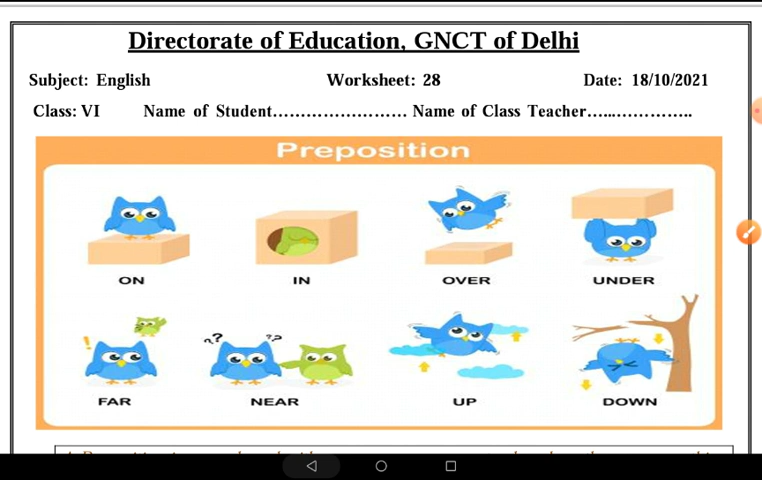 Directorate of Education, GNCT of Delhi
Subject: English Worksheet: 28 Date: 18/10/2021
Class: VI Name of Student…………………… Name of Class Teacher……..…………..
Preposition
ON IN OVER UNDER
! ?? ??
FAR NEAR UP DOWN